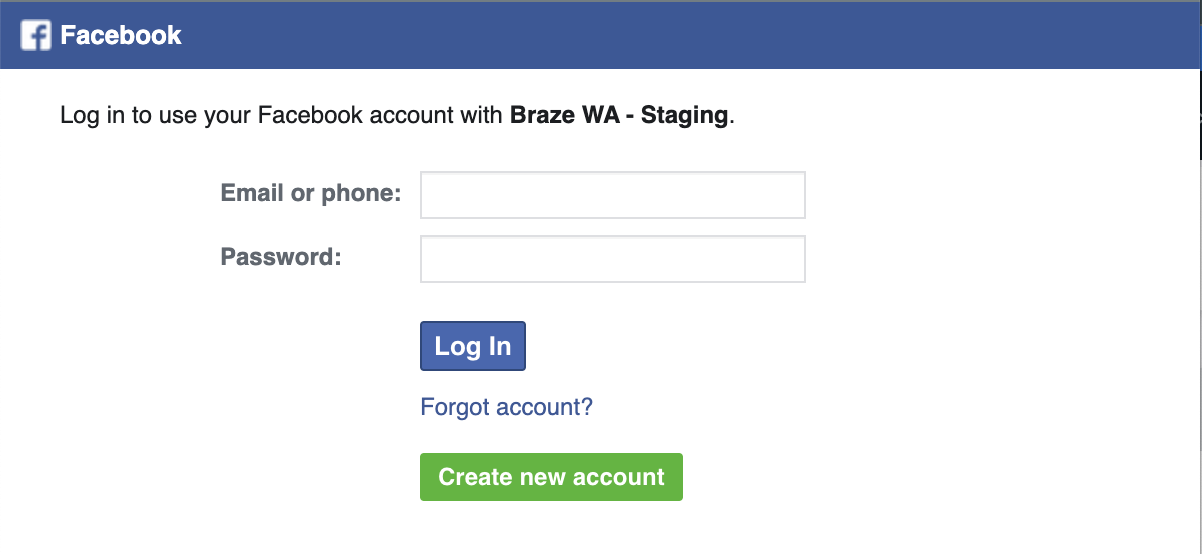 Facebook
Log in to use your Facebook account with Braze WA - Staging.
Email or phone:
Password:
Log In
Forgot account?
Create new account